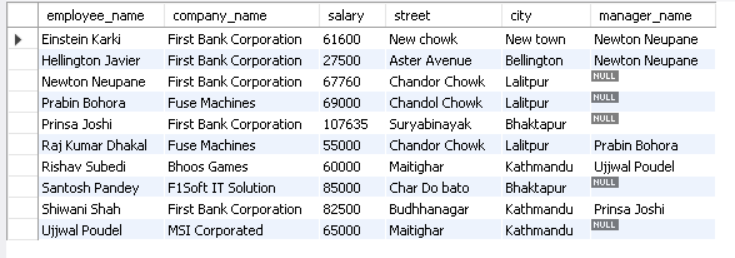 employee_name company_name salary street city manager_name
Einstein Karki First Bank Corporation 61600 New chowk New town Newton Neupane
Hellington Javier First Bank Corporation 27500 Aster Avenue Bellington Newton Neupane
Newton Neupane First Bank Corporation 67760 Chandor Chowk Lalitpur NULL
Prabin Bohora Fuse Machines 69000 Chandol Chowk Lalitpur NULL
Prinsa Joshi First Bank Corporation 107635 Suryabinayak Bhaktapur NULL
Raj Kumar Dhakal Fuse Machines 55000 Chandor Chowk Lalitpur Prabin Bohora
Rishav Subedi Bhoos Games 60000 Maitighar Kathmandu Ujjwal Poudel
Santosh Pandey F1Soft IT Solution 85000 Char Do bato Bhaktapur NULL
Shiwani Shah First Bank Corporation 82500 Budhhanagar Kathmandu Prinsa Joshi
Ujjwal Poudel MSI Corporated 65000 Maitighar Kathmandu NULL